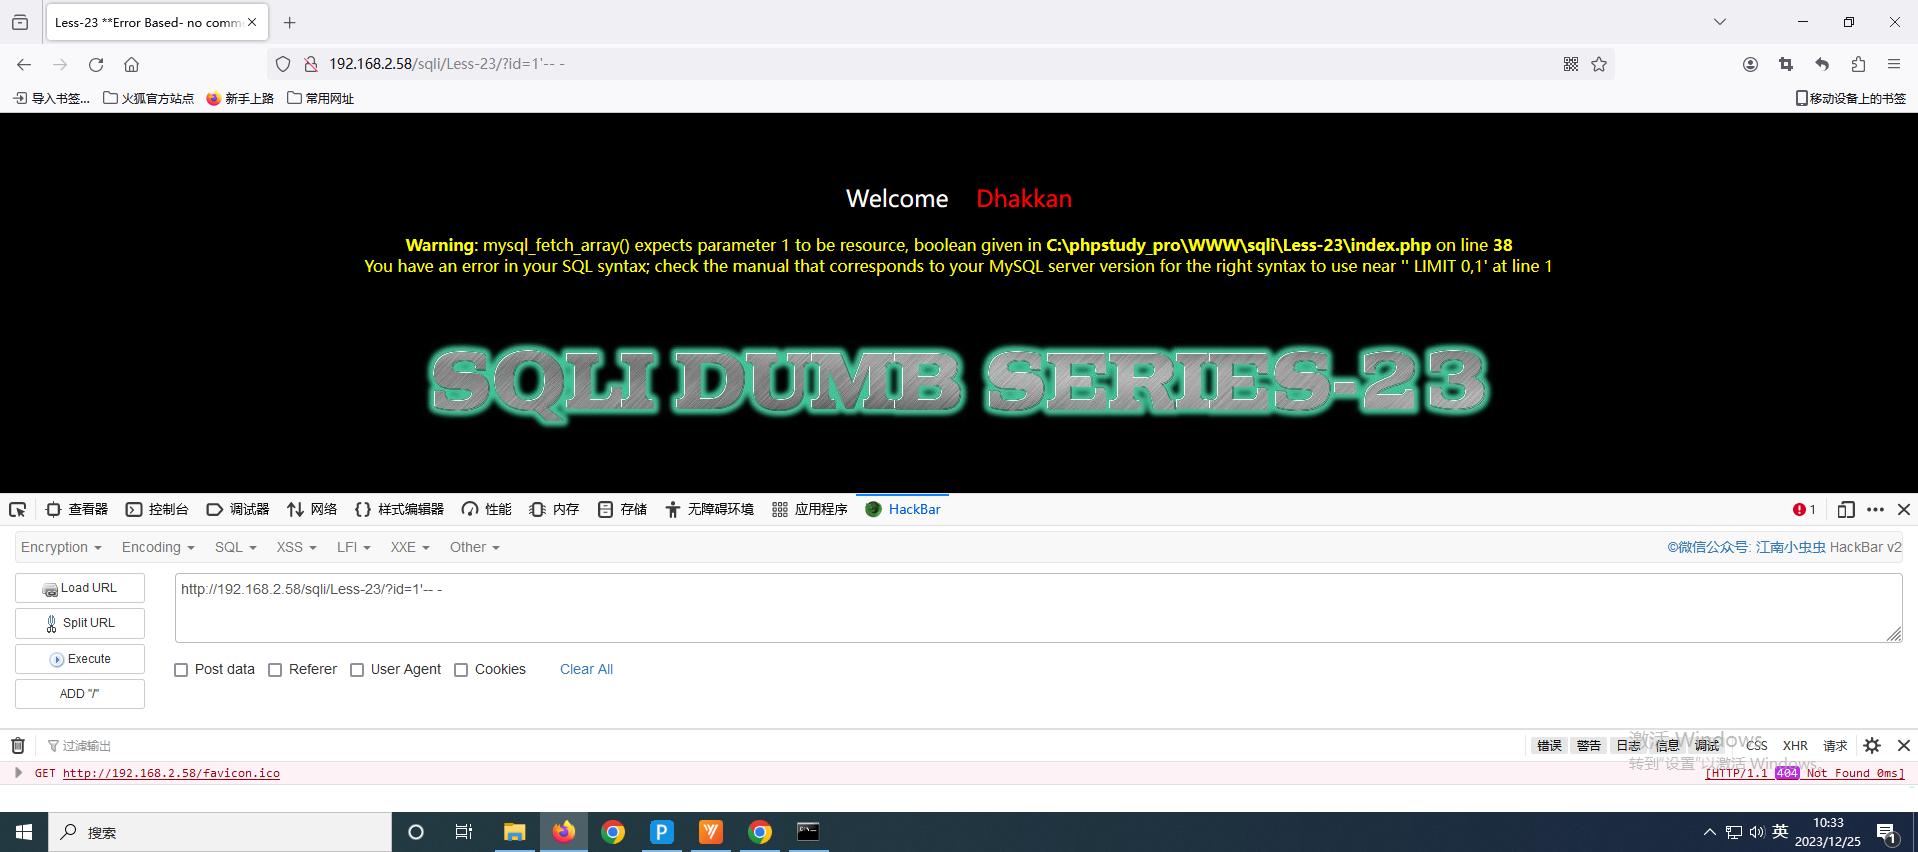 Less-23 **Error Based- no comm
192.168.2.58/sqli/Less-23/?id=1'-- -
导入书签... 火狐官方站点 新手上路 常用网址 移动设备上的书签
Welcome Dhakkan
Warning: mysql_fetch_array() expects parameter 1 to be resource, boolean given in C:\phpstudy_pro\WWW\sqli\Less-23\index.php on line 38
You have an error in your SQL syntax; check the manual that corresponds to your MySQL server version for the right syntax to use near '' LIMIT 0,1' at line 1
SQLI DUMB SERIES-23
查看器 控制台 调试器 网络 样式编辑器 性能 内存 存储 无障碍环境 应用程序 HackBar 1
Encryption Encoding SQL XSS LFI XXE Other ©微信公众号: 江南小虫虫 HackBar v2
Load URL http://192.168.2.58/sqli/Less-23/?id=1'-- -
Split URL
Execute Post data Referer User Agent Cookies Clear All
ADD "/"
过滤输出 错误 警告 日志 信息 调试 CSS XHR 请求
激活 Windows
转到"设置"以激活 Windows。
GET http://192.168.2.58/favicon.ico [HTTP/1.1 404 Not Found 0ms]
搜索 英 10:33
2023/12/25 1